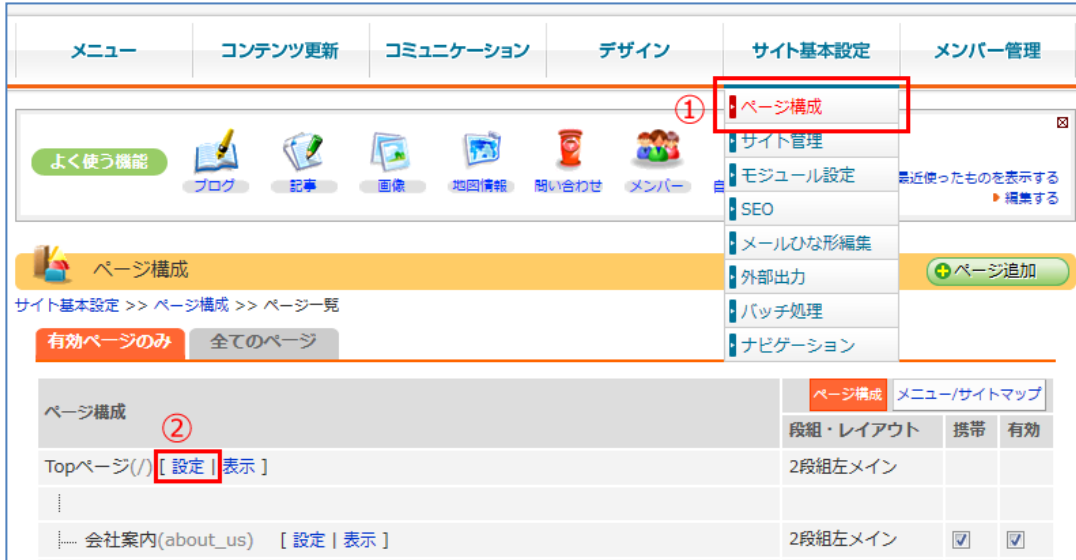 メニュー コンテンツ更新 コミュニケーション デザイン サイト基本設定 メンバー管理
① ページ構成
サイト管理
モジュール設定
SEO
メールひな形編集
外部出力
バッチ処理
ナビゲーション
よく使う機能 ブログ 記事 画像 地図情報 問い合わせ メンバー 自
最近使ったものを表示する
編集する
ページ構成 ページ追加
サイト基本設定 >> ページ構成 >> ページ一覧
有効ページのみ 全てのページ
ページ構成 ページ構成 メニュー/サイトマップ
段組・レイアウト 携帯 有効
②
Topページ(/) [ 設定 | 表示 ] 2段組左メイン
会社案内(about_us) [ 設定 | 表示 ] 2段組左メイン